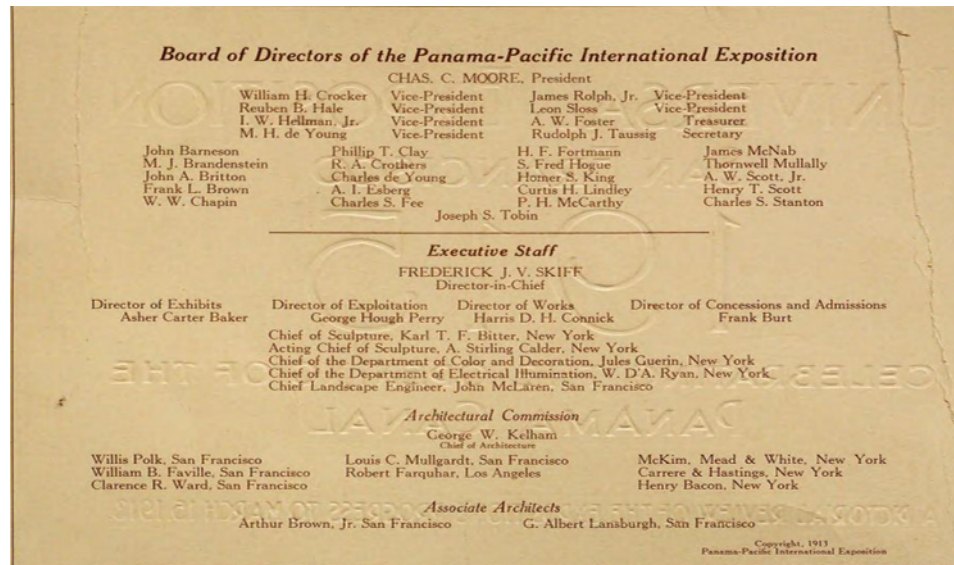 Board of Directors of the Panama-Pacific International Exposition
CHAS. C. MOORE, President
William H. Crocker Vice-President James Rolph, Jr. Vice-President
Reuben B. Hale Vice-President Leon Sloss Vice-President
I. W. Hellman, Jr. Vice-President A. W. Foster Treasurer
M. H. de Young Vice-President Rudolph J. Taussig Secretary
John Barneson Phillip T. Clay H. F. Fortmann James McNab
M. J. Brandenstein R. A. Crothers S. Fred Hogue Thornwell Mullally
John A. Britton Charles de Young Homer S. King A. W. Scott, Jr.
Frank L. Brown A. I. Esberg Curtis H. Lindley Henry T. Scott
W. W. Chapin Charles S. Fee P. H. McCarthy Charles S. Stanton
Joseph S. Tobin
Executive Staff
FREDERICK J. V. SKIFF
Director-in-Chief
Director of Exhibits Director of Exploitation Director of Works Director of Concessions and Admissions
Asher Carter Baker George Hough Perry Harris D. H. Connick Frank Burt
Chief of Sculpture, Karl T. F. Bitter, New York
Acting Chief of Sculpture, A. Stirling Calder, New York
Chief of the Department of Color and Decoration, Jules Guerin, New York
Chief of the Department of Electrical Illumination, W. D'A. Ryan, New York
Chief Landscape Engineer, John McLaren, San Francisco
Architectural Commission
George W. Kelham
Chief of Architecture
Willis Polk, San Francisco Louis C. Mullgardt, San Francisco McKim, Mead & White, New York
William B. Faville, San Francisco Robert Farquhar, Los Angeles Carrere & Hastings, New York
Clarence R. Ward, San Francisco Henry Bacon, New York
Associate Architects
Arthur Brown, Jr. San Francisco G. Albert Lansburgh, San Francisco
Copyright, 1913
Panama-Pacific International Exposition